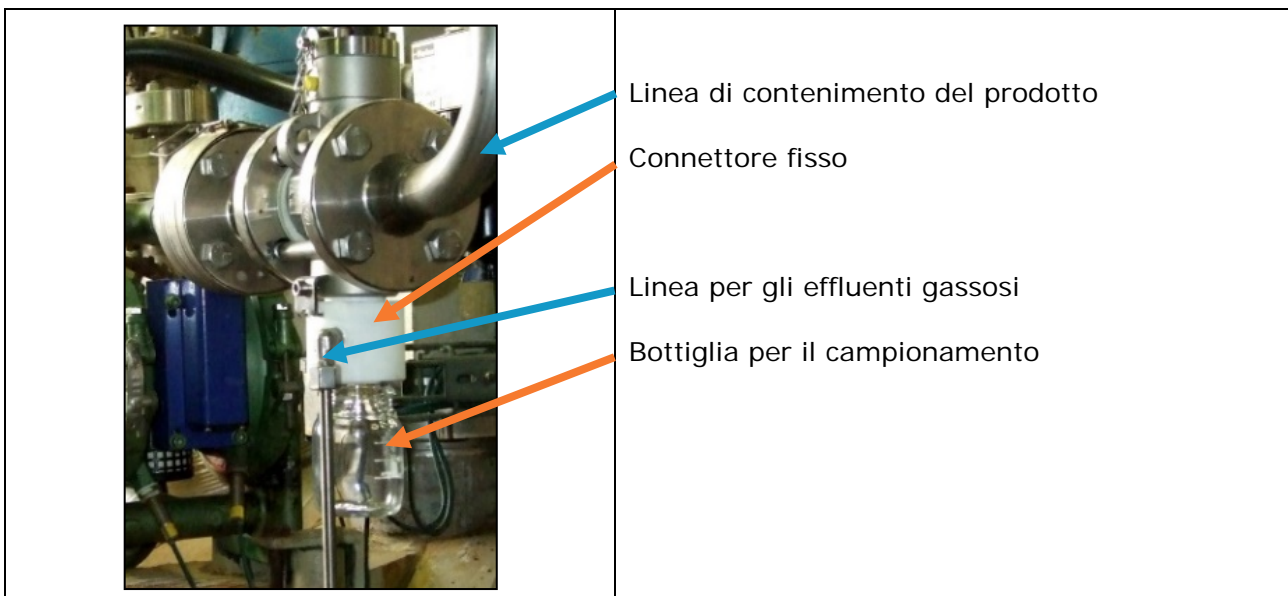 Linea di contenimento del prodotto
Connettore fisso
Linea per gli effluenti gassosi
Bottiglia per il campionamento